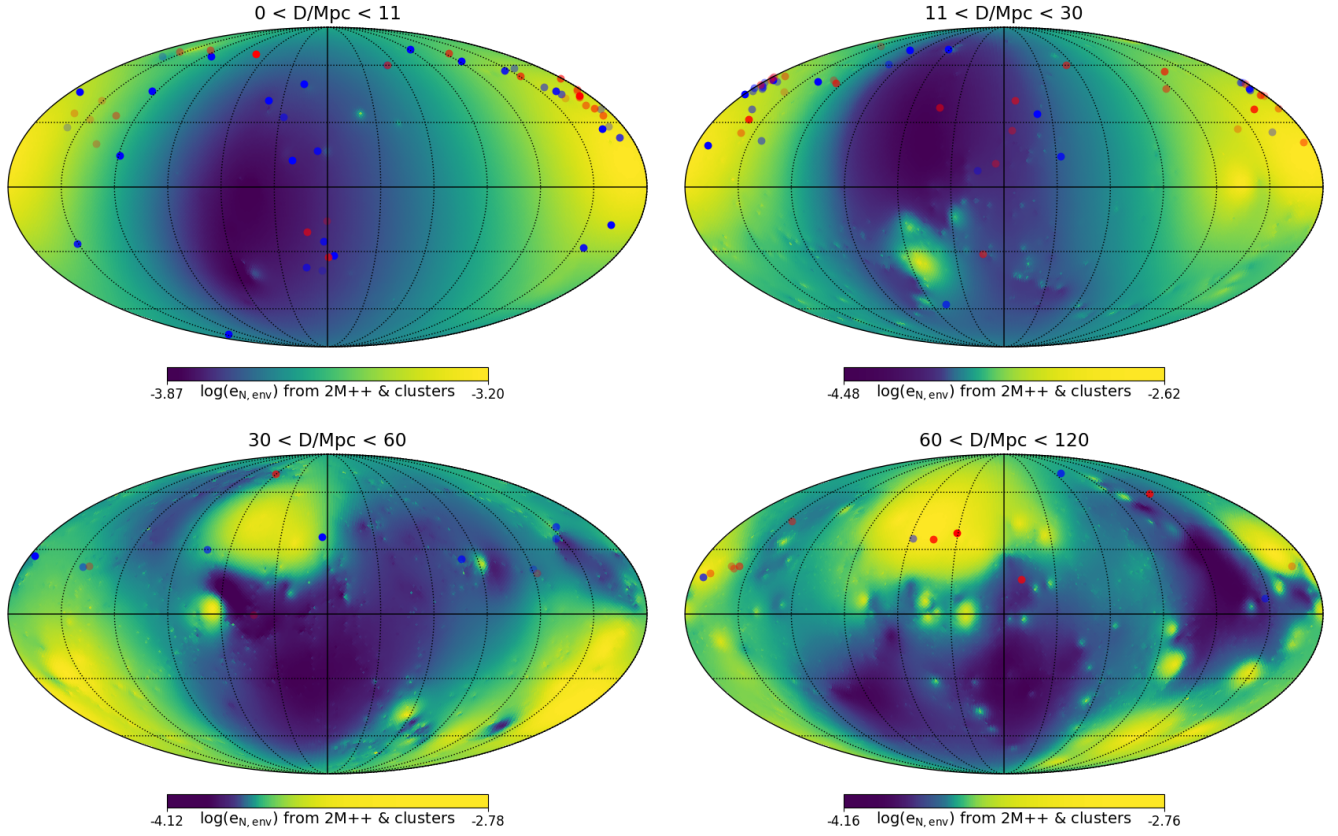 0 < D/Mpc < 11
11 < D/Mpc < 30
-3.87 log(e_N, env) from 2M++ & clusters -3.20
-4.48 log(e_N, env) from 2M++ & clusters -2.62
30 < D/Mpc < 60
60 < D/Mpc < 120
-4.12 log(e_N, env) from 2M++ & clusters -2.78
-4.16 log(e_N, env) from 2M++ & clusters -2.76